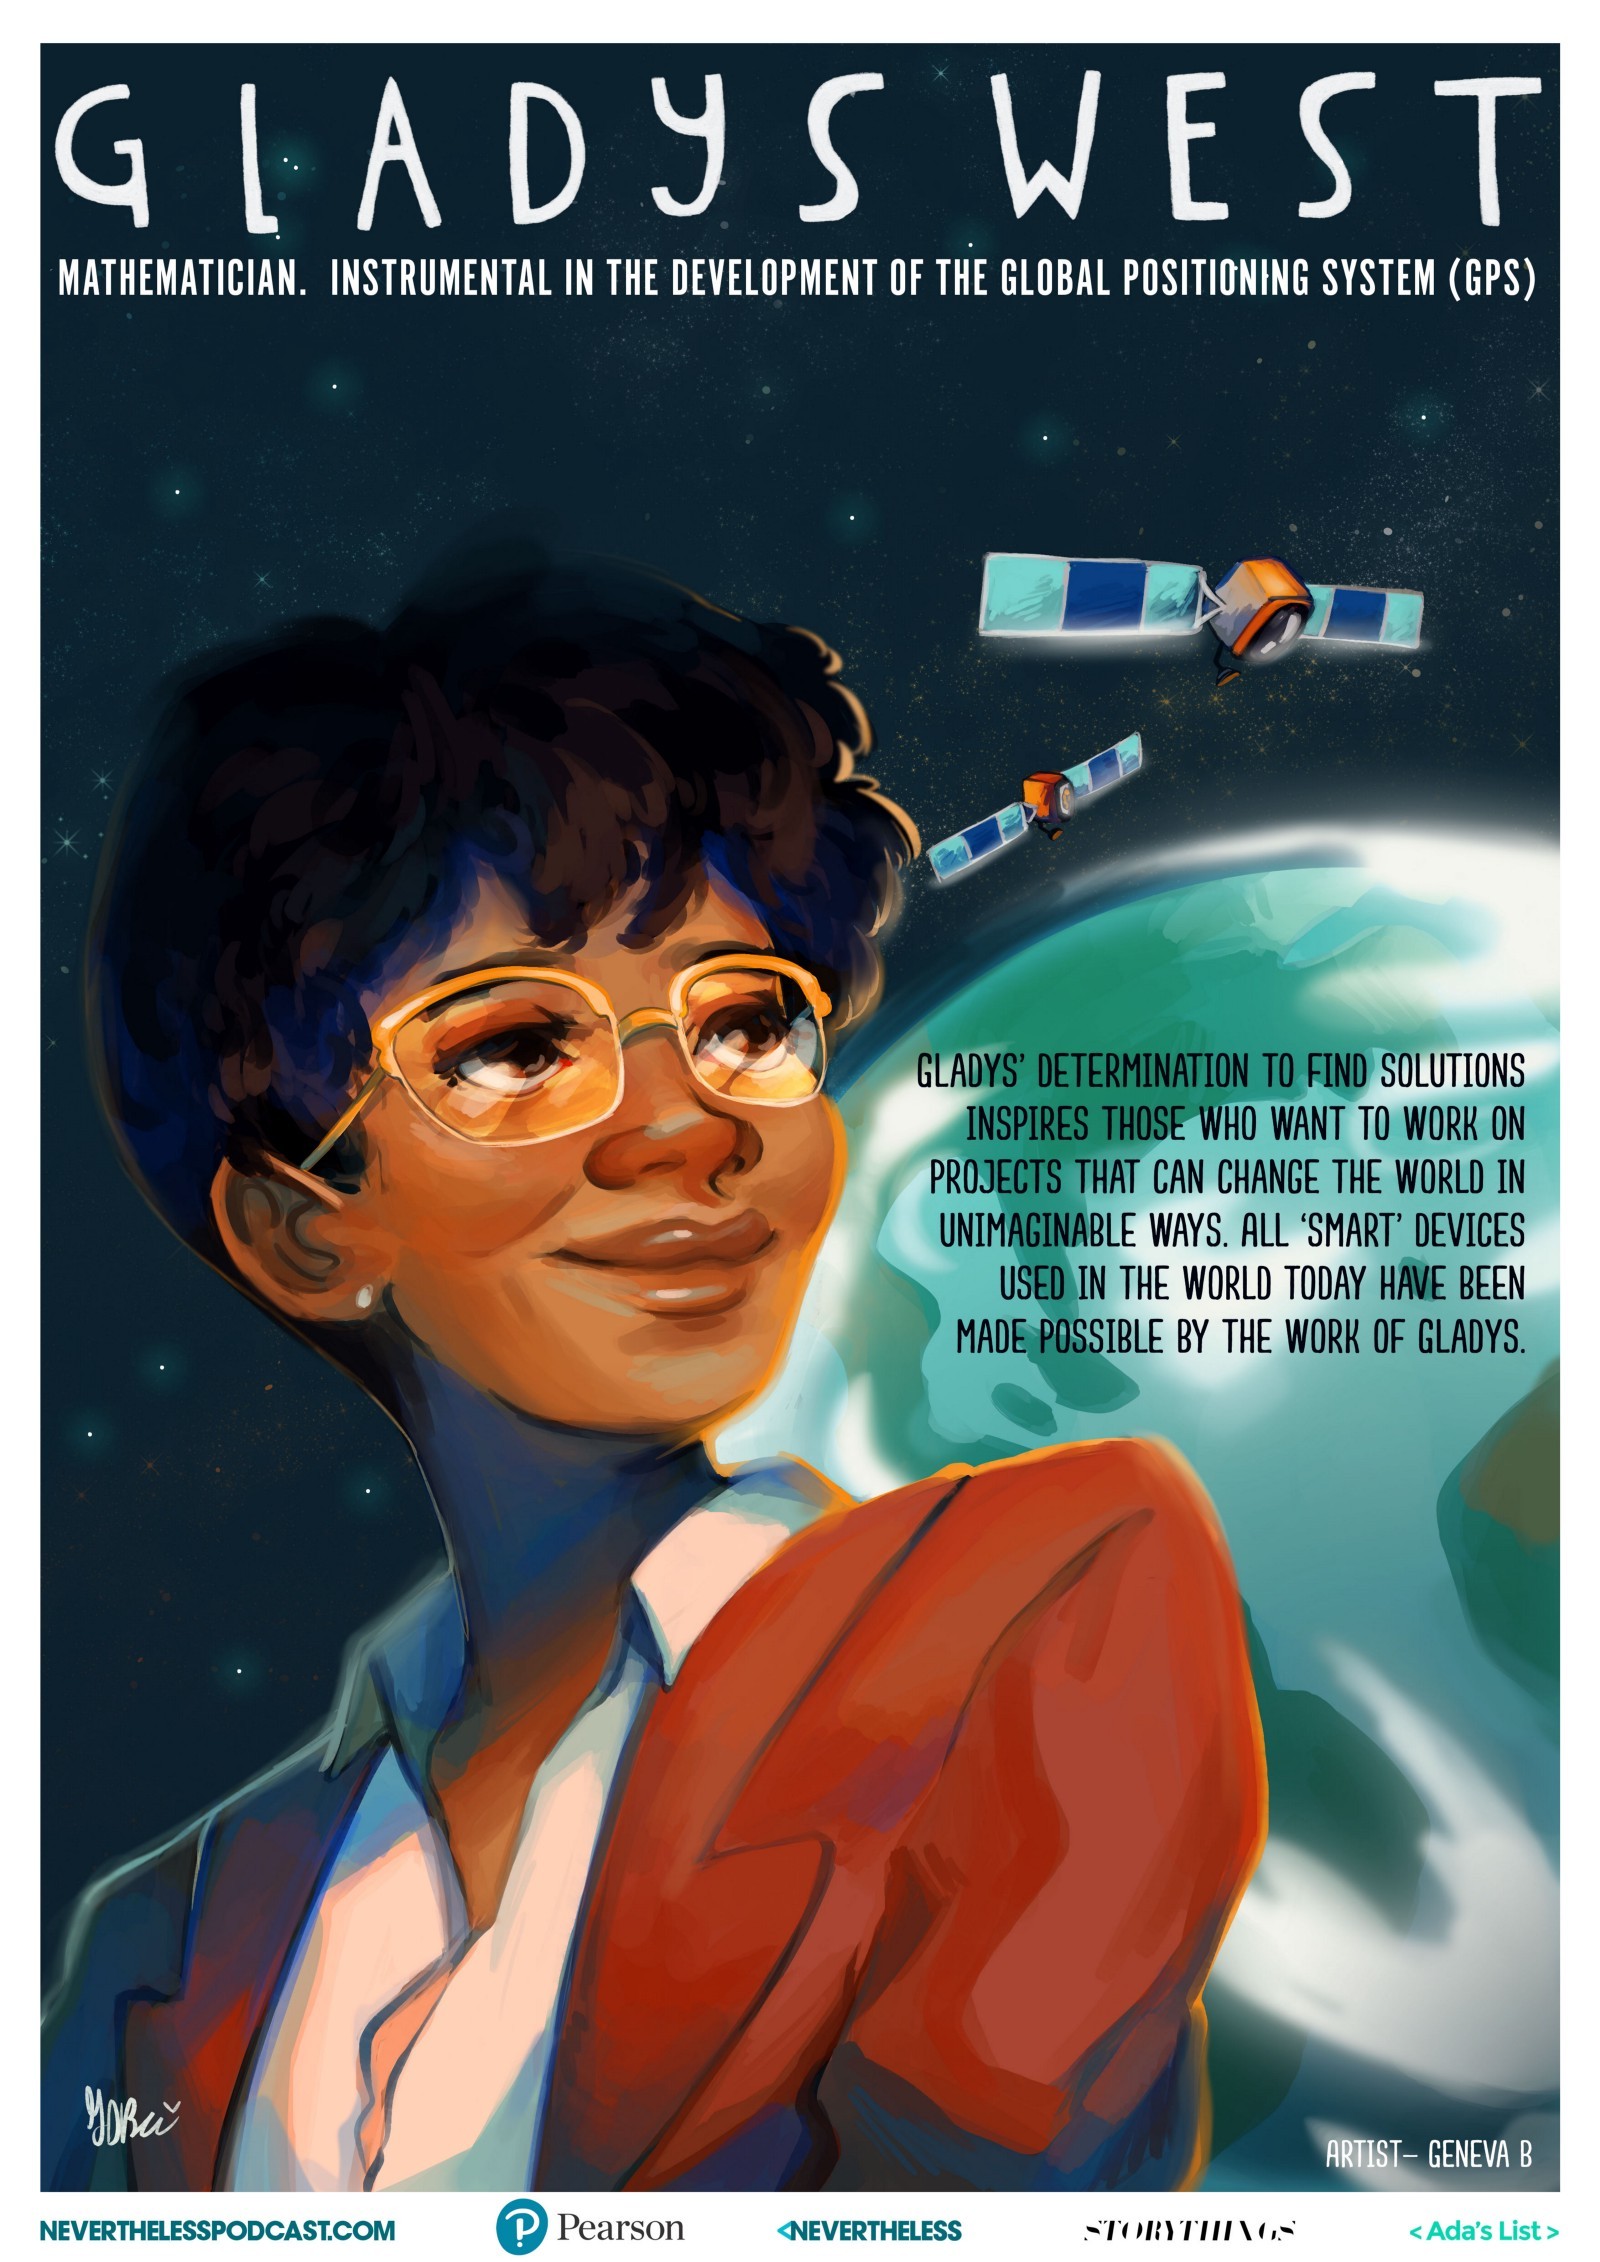 GLADYS WEST
MATHEMATICIAN. INSTRUMENTAL IN THE DEVELOPMENT OF THE GLOBAL POSITIONING SYSTEM (GPS)
GLADYS’ DETERMINATION TO FIND SOLUTIONS
INSPIRES THOSE WHO WANT TO WORK ON
PROJECTS THAT CAN CHANGE THE WORLD IN
UNIMAGINABLE WAYS. ALL ‘SMART’ DEVICES
USED IN THE WORLD TODAY HAVE BEEN
MADE POSSIBLE BY THE WORK OF GLADYS.
ARTIST– GENEVA B
NEVERTHELESSPODCAST.COM
Pearson
<NEVERTHELESS
STORYTHINGS
<Ada's List>